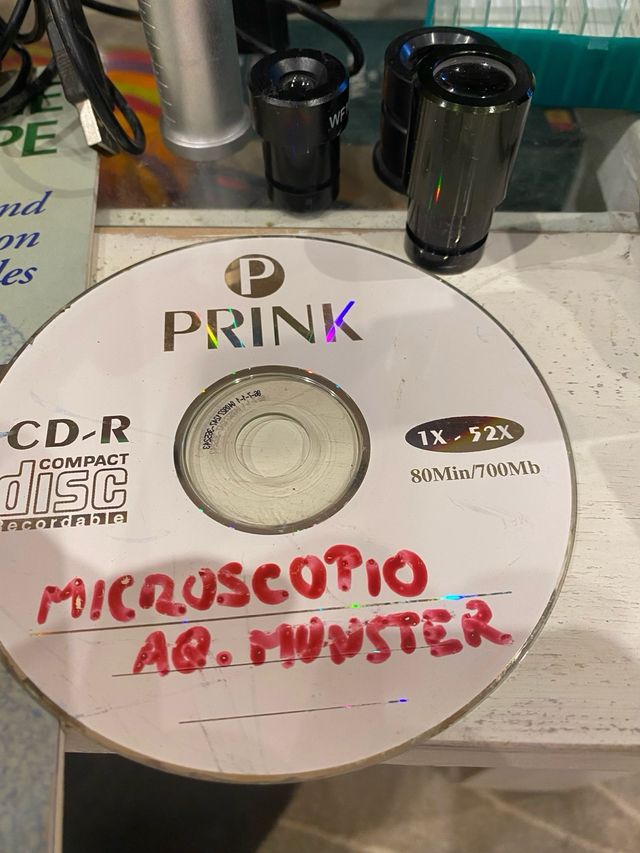 PE
nd
on
les
WF
P
PRINK
CD-R
COMPACT
disc
Recordable
1X - 52X
80Min/700Mb
MICROSCOPIO
AQ. MUNSTER